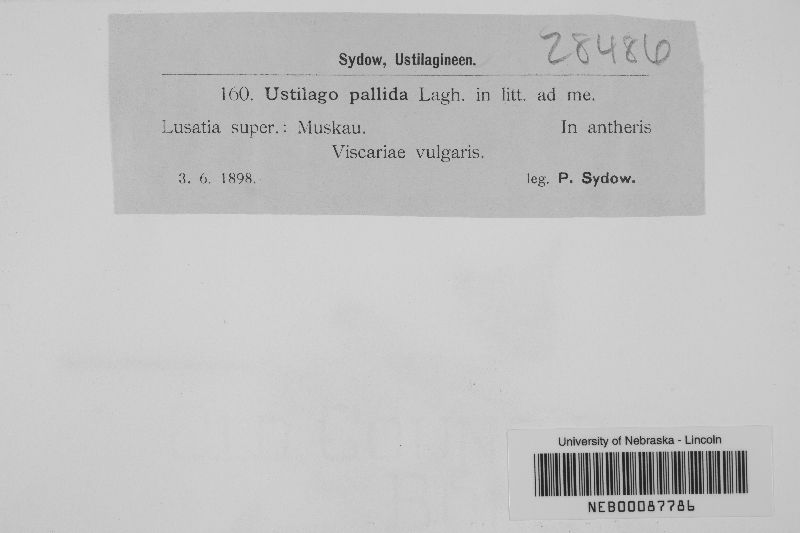 28486
Sydow, Ustilagineen.
160. Ustilago pallida Lagh. in litt. ad me.
Lusatia super.: Muskau. In antheris
Viscariae vulgaris.
3. 6. 1898. leg. P. Sydow.
University of Nebraska - Lincoln
NEB00087786